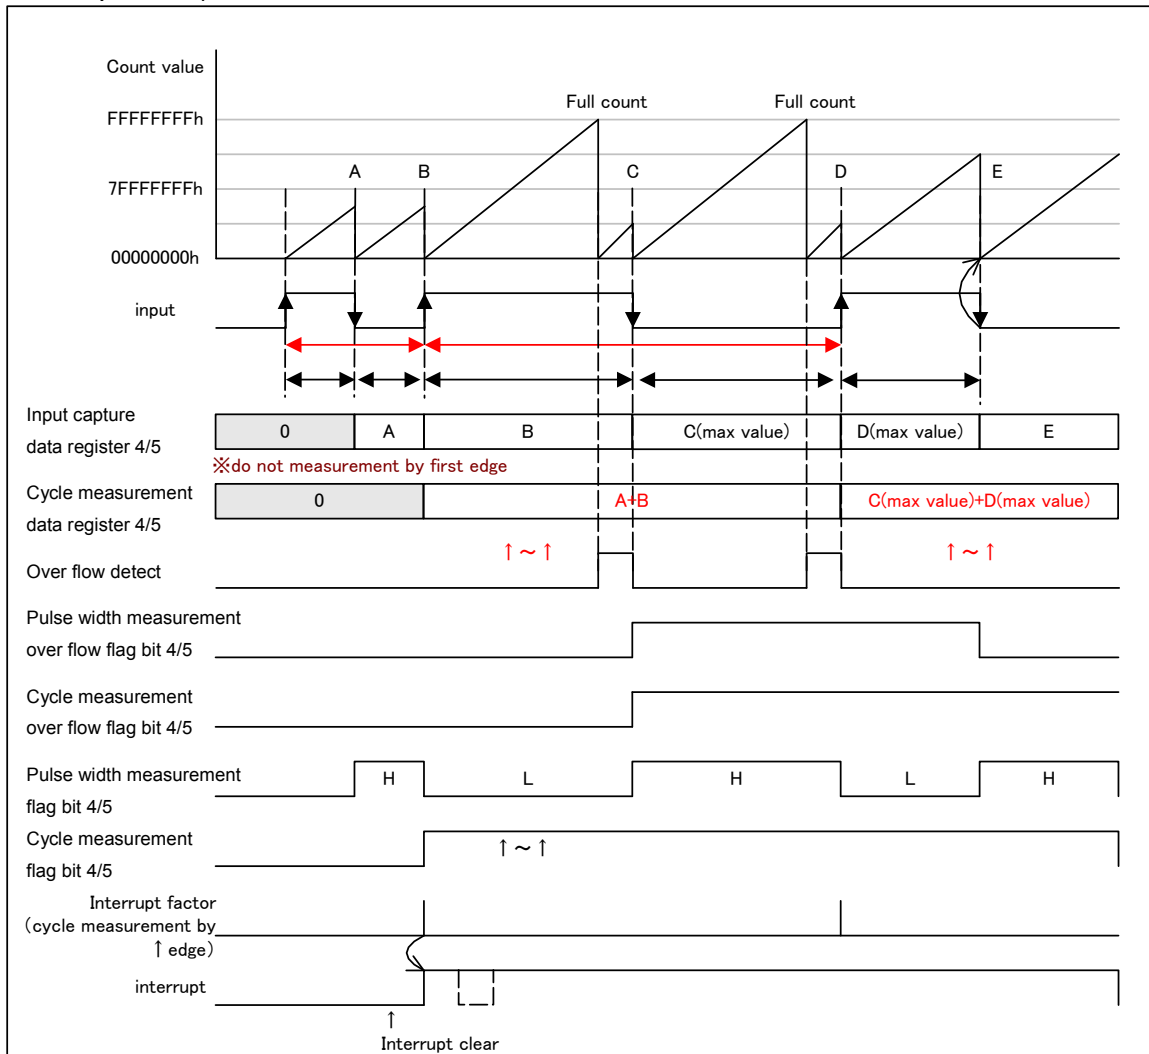 Count value
Full count
Full count
FFFFFFFFh
A
B
C
D
E
7FFFFFFFh
00000000h
input
Input capture
data register 4/5
0
A
B
C(max value)
D(max value)
E
※do not measurement by first edge
Cycle measurement
data register 4/5
0
A+B
C(max value)+D(max value)
↑～↑
↑～↑
Over flow detect
Pulse width measurement
over flow flag bit 4/5
Cycle measurement
over flow flag bit 4/5
Pulse width measurement
flag bit 4/5
H
L
H
L
H
Cycle measurement
flag bit 4/5
↑～↑
Interrupt factor
(cycle measurement by
↑edge)
interrupt
↑
Interrupt clear